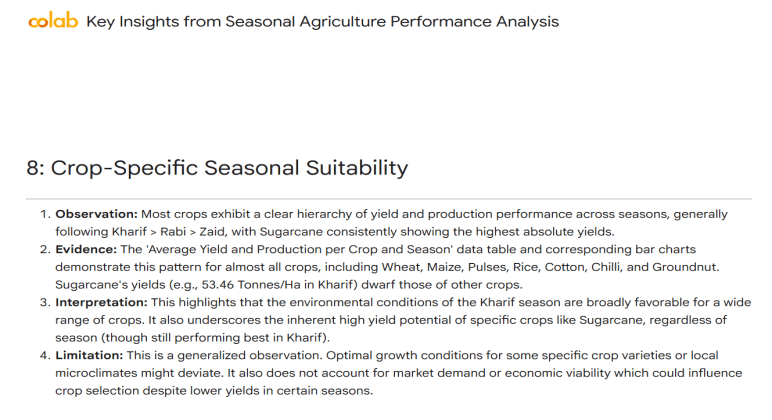 colab Key Insights from Seasonal Agriculture Performance Analysis
8: Crop-Specific Seasonal Suitability
1. Observation: Most crops exhibit a clear hierarchy of yield and production performance across seasons, generally
following Kharif > Rabi > Zaid, with Sugarcane consistently showing the highest absolute yields.
2. Evidence: The 'Average Yield and Production per Crop and Season' data table and corresponding bar charts
demonstrate this pattern for almost all crops, including Wheat, Maize, Pulses, Rice, Cotton, Chilli, and Groundnut.
Sugarcane's yields (e.g., 53.46 Tonnes/Ha in Kharif) dwarf those of other crops.
3. Interpretation: This highlights that the environmental conditions of the Kharif season are broadly favorable for a wide
range of crops. It also underscores the inherent high yield potential of specific crops like Sugarcane, regardless of
season (though still performing best in Kharif).
4. Limitation: This is a generalized observation. Optimal growth conditions for some specific crop varieties or local
microclimates might deviate. It also does not account for market demand or economic viability which could influence
crop selection despite lower yields in certain seasons.